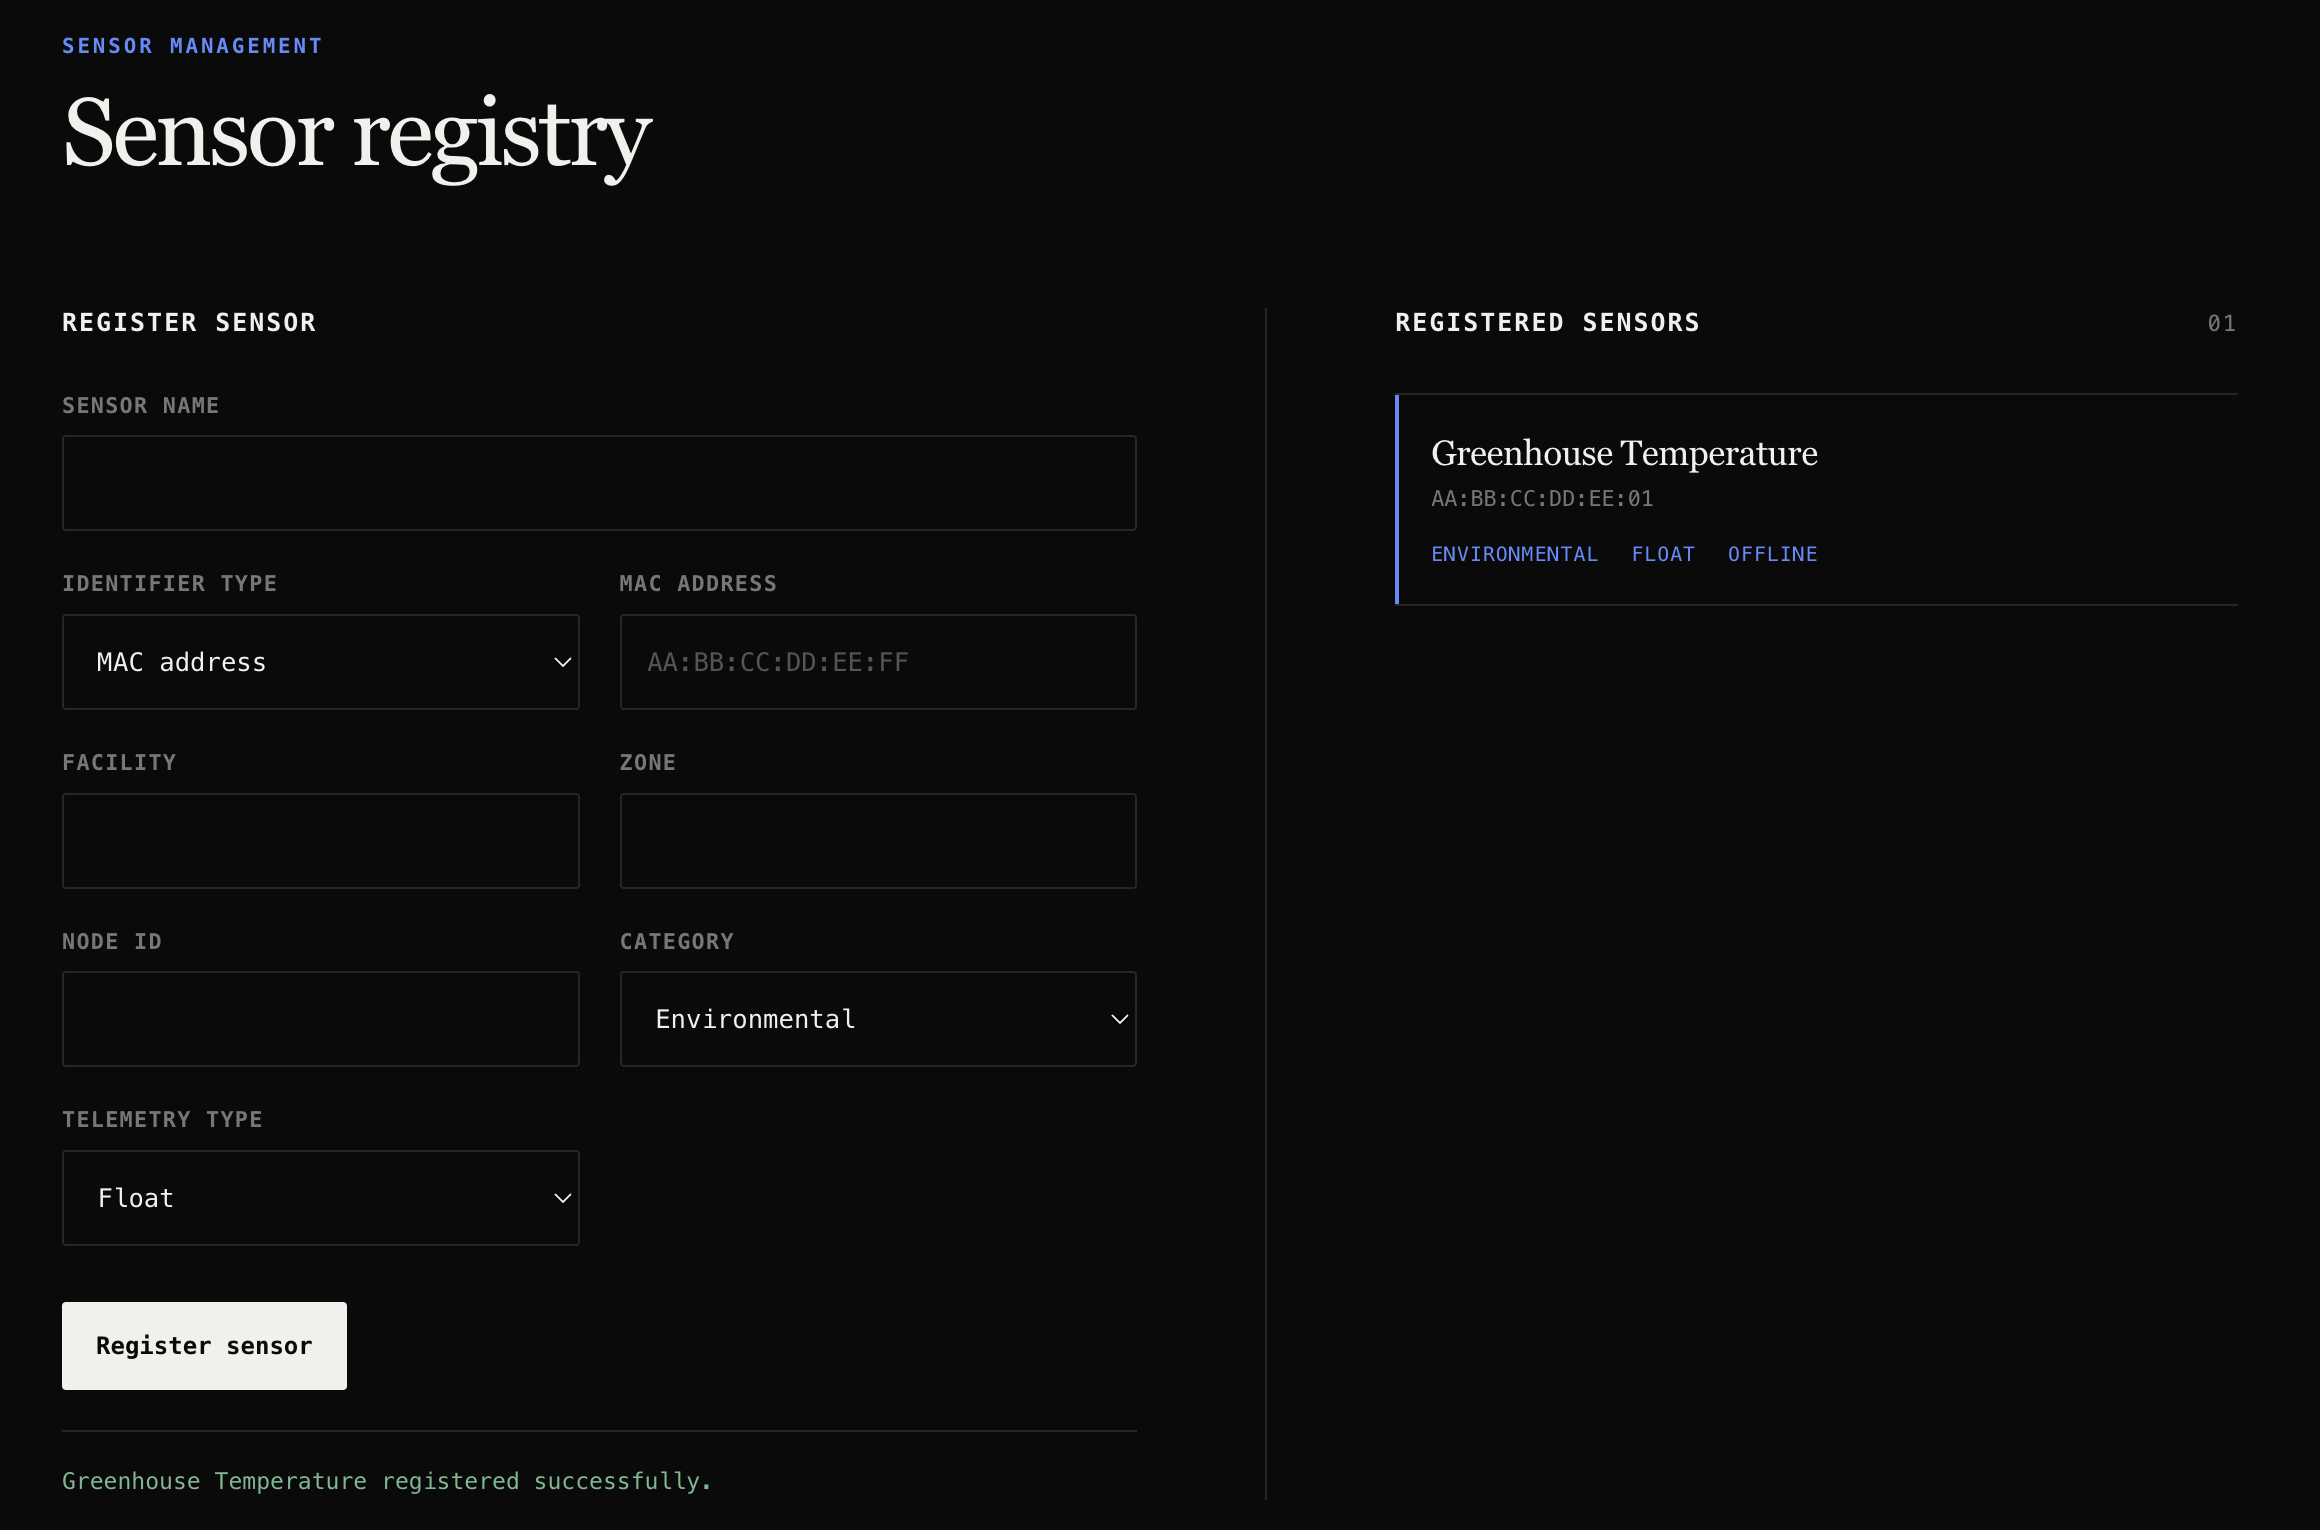 SENSOR MANAGEMENT
Sensor registry
REGISTER SENSOR
SENSOR NAME
IDENTIFIER TYPE
MAC address
MAC ADDRESS
AA:BB:CC:DD:EE:FF
FACILITY
ZONE
NODE ID
CATEGORY
Environmental
TELEMETRY TYPE
Float
Register sensor
Greenhouse Temperature registered successfully.
REGISTERED SENSORS
01
Greenhouse Temperature
AA:BB:CC:DD:EE:01
ENVIRONMENTAL FLOAT OFFLINE